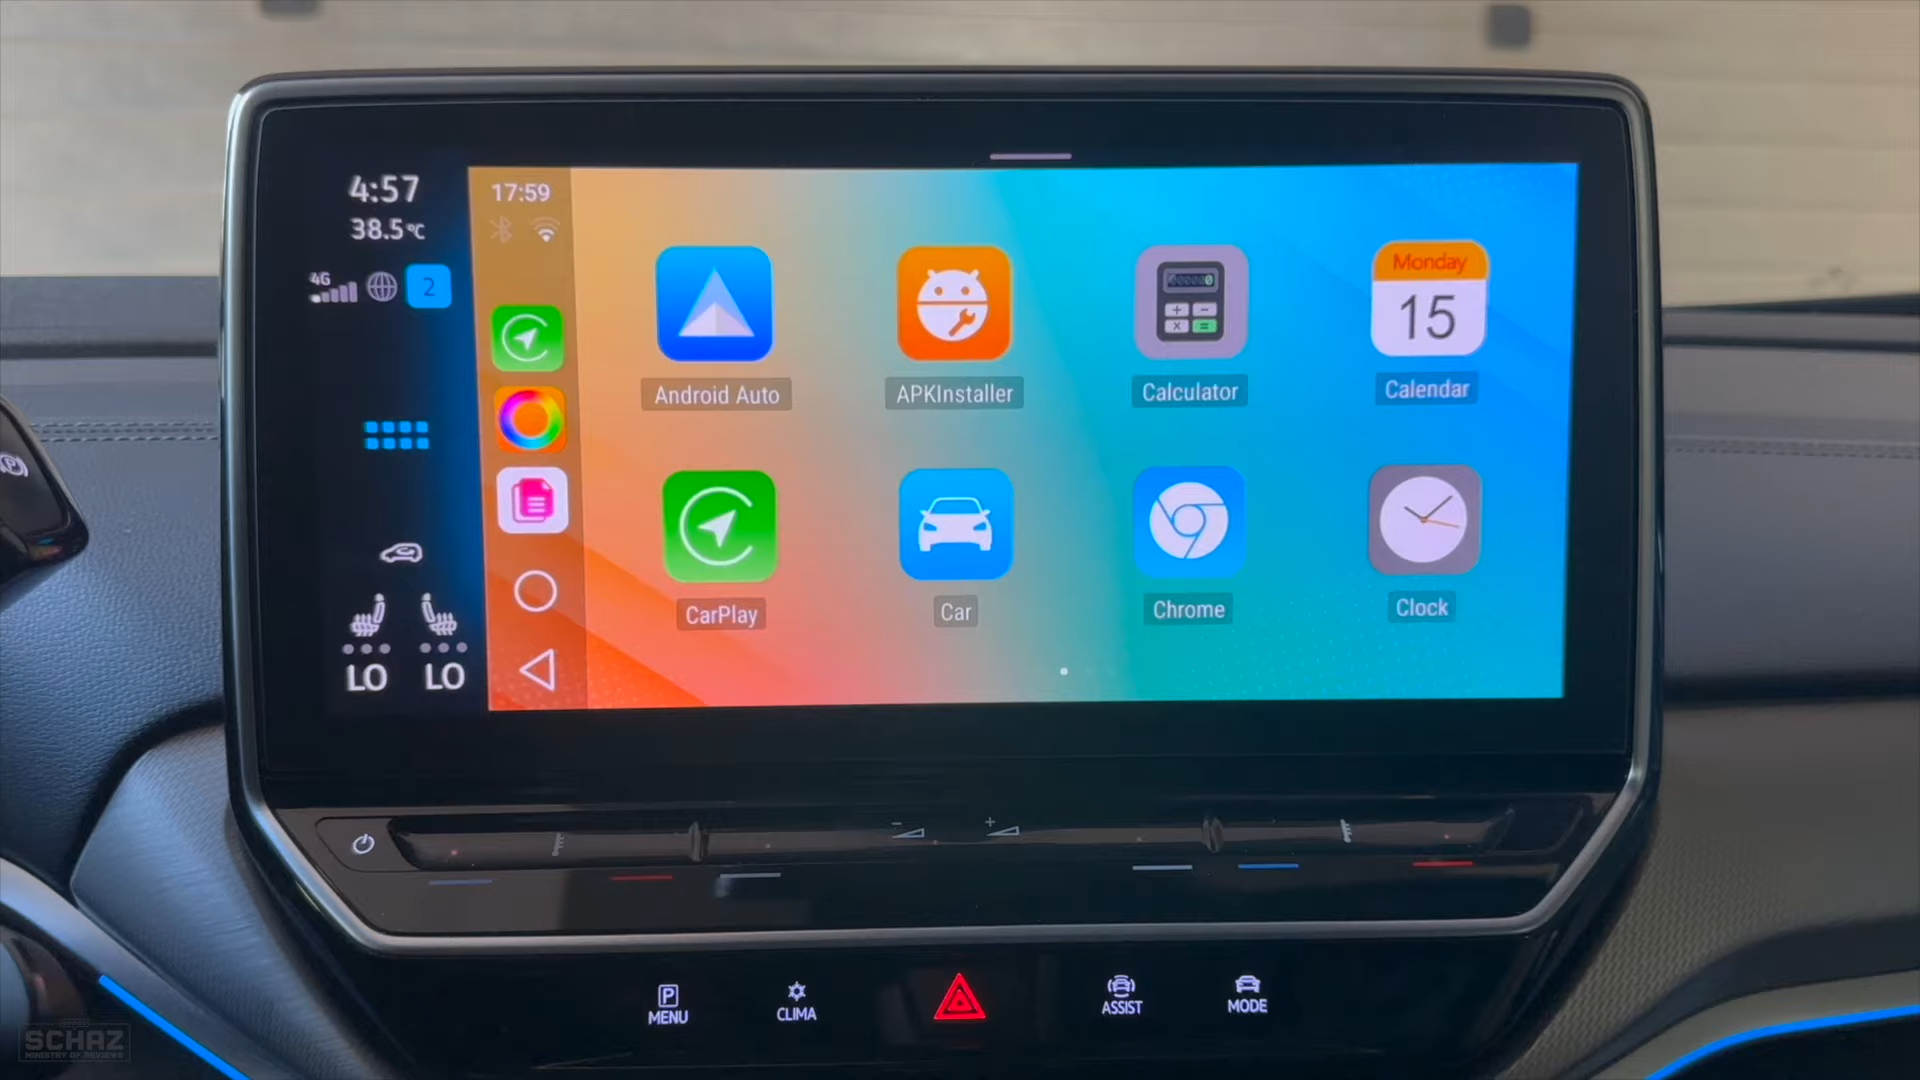 4:57
38.5°C
4G
2
LO LO
17:59
Android Auto
APKInstaller
Calculator
Monday
15
Calendar
CarPlay
Car
Chrome
Clock
P
MENU
CLIMA
ASSIST
MODE
SCHAZ
MINISTRY OF REVIEWS